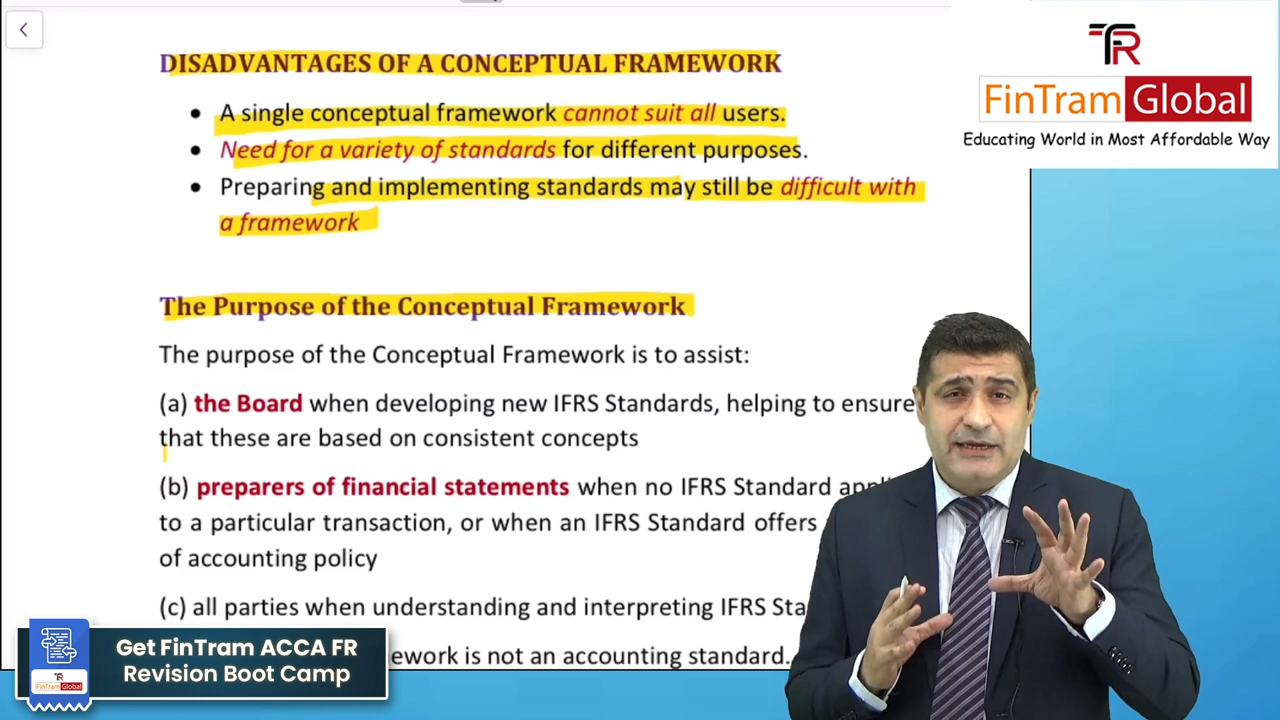 DISADVANTAGES OF A CONCEPTUAL FRAMEWORK
• A single conceptual framework cannot suit all users.
• Need for a variety of standards for different purposes.
• Preparing and implementing standards may still be difficult with
a framework
The Purpose of the Conceptual Framework
The purpose of the Conceptual Framework is to assist:
(a) the Board when developing new IFRS Standards, helping to ensure
that these are based on consistent concepts
(b) preparers of financial statements when no IFRS Standard
to a particular transaction, or when an IFRS Standard offers
of accounting policy
(c) all parties when understanding and interpreting IFRS
is not an accounting standard.
TFR
FinTram Global
Educating World in Most Affordable Way
Get FinTram ACCA FR
Revision Boot Camp
FinTram Global